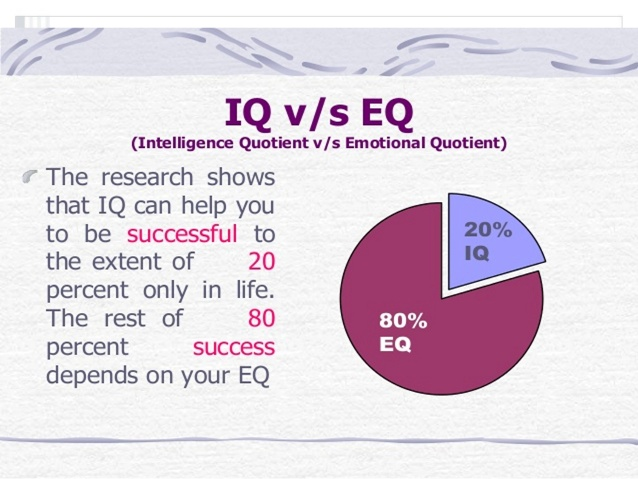 IQ v/s EQ
(Intelligence Quotient v/s Emotional Quotient)
The research shows
that IQ can help you
to be successful to
the extent of 20
percent only in life.
The rest of 80
percent success
depends on your EQ
20%
IQ
80%
EQ